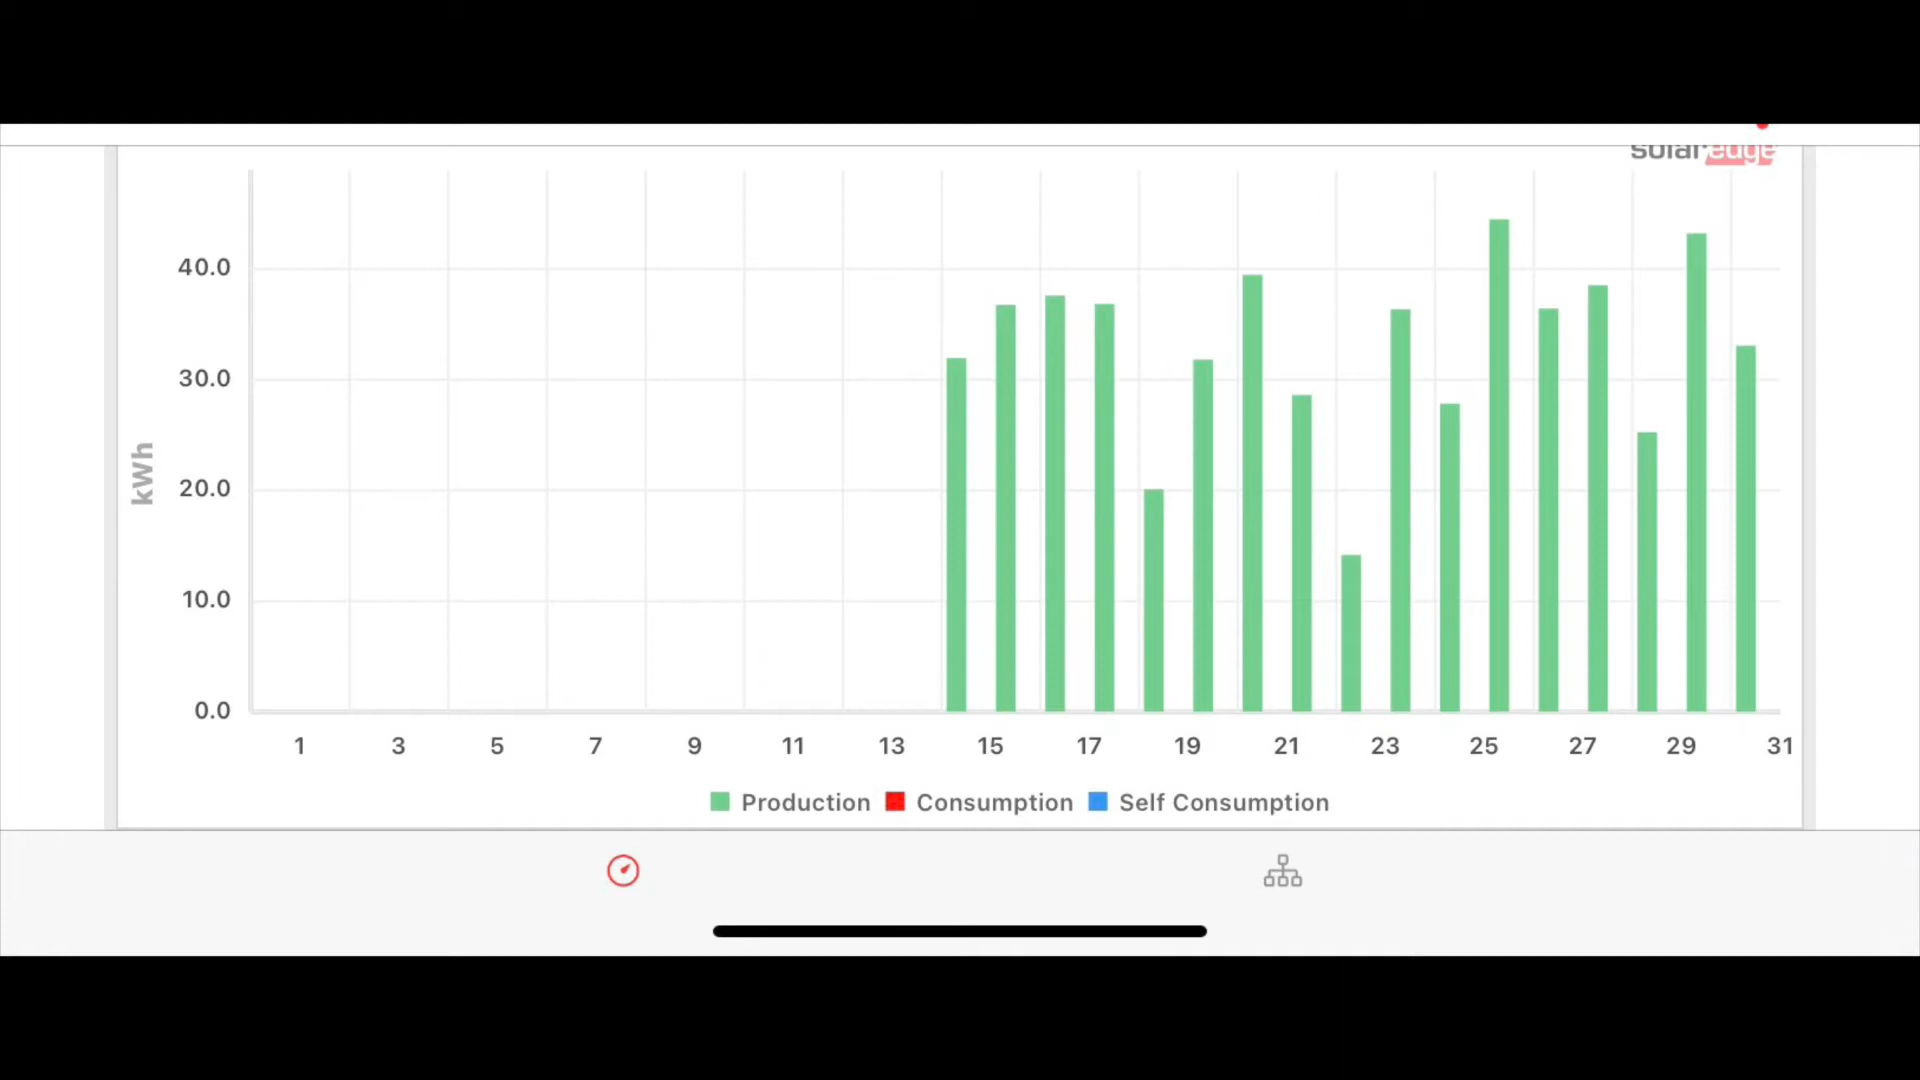 solaredge
40.0
30.0
20.0
10.0
0.0
kWh
1 3 5 7 9 11 13 15 17 19 21 23 25 27 29 31
Production Consumption Self Consumption